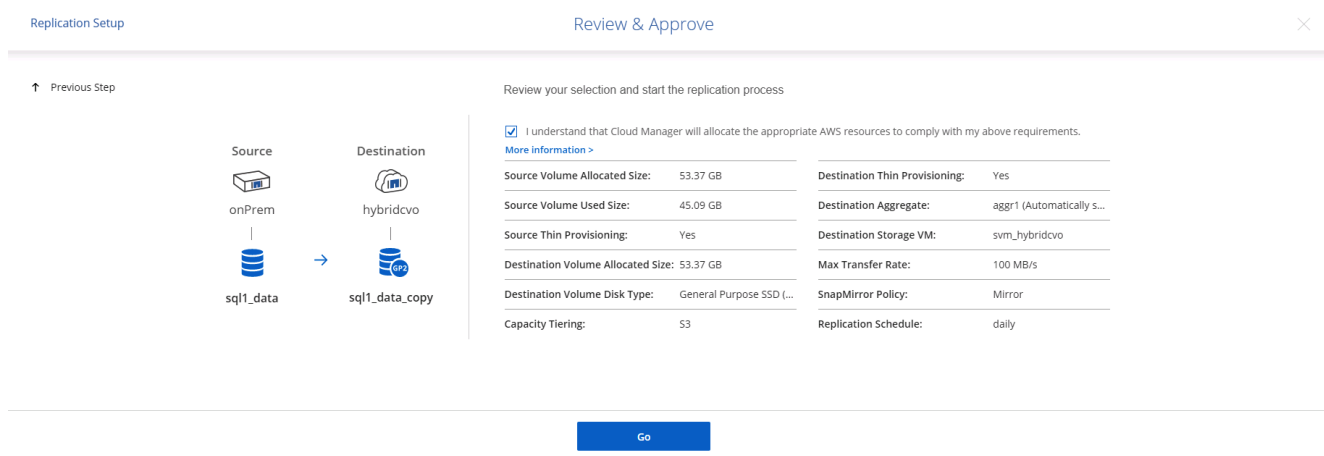 Replication Setup
Review & Approve
Previous Step
Review your selection and start the replication process
I understand that Cloud Manager will allocate the appropriate AWS resources to comply with my above requirements.
More information >
Source
Destination
onPrem
hybridcvo
GP2
sql1_data
sql1_data_copy
Source Volume Allocated Size: 53.37 GB
Source Volume Used Size: 45.09 GB
Source Thin Provisioning: Yes
Destination Volume Allocated Size: 53.37 GB
Destination Volume Disk Type: General Purpose SSD (...
Capacity Tiering: S3
Destination Thin Provisioning: Yes
Destination Aggregate: aggr1 (Automatically s...
Destination Storage VM: svm_hybridcvo
Max Transfer Rate: 100 MB/s
SnapMirror Policy: Mirror
Replication Schedule: daily
Go